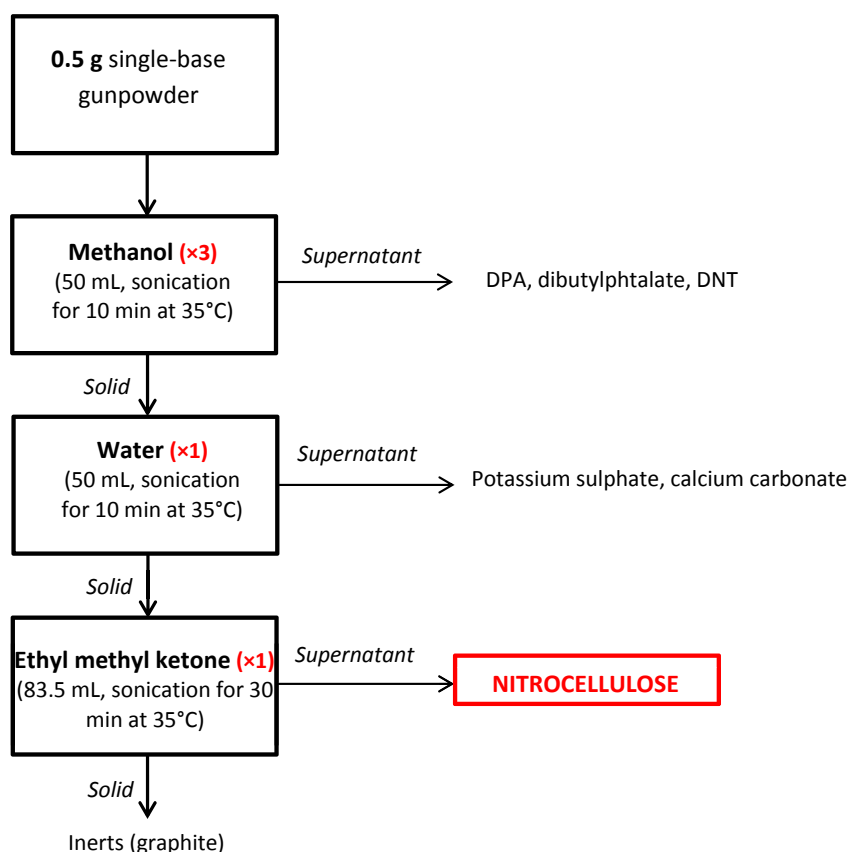 0.5 g single-base
gunpowder
Methanol (×3)
(50 mL, sonication
for 10 min at 35°C)
Supernatant
DPA, dibutylphtalate, DNT
Solid
Water (×1)
(50 mL, sonication
for 10 min at 35°C)
Supernatant
Potassium sulphate, calcium carbonate
Solid
Ethyl methyl ketone (×1)
(83.5 mL, sonication for 30
min at 35°C)
Supernatant
NITROCELLULOSE
Solid
Inerts (graphite)